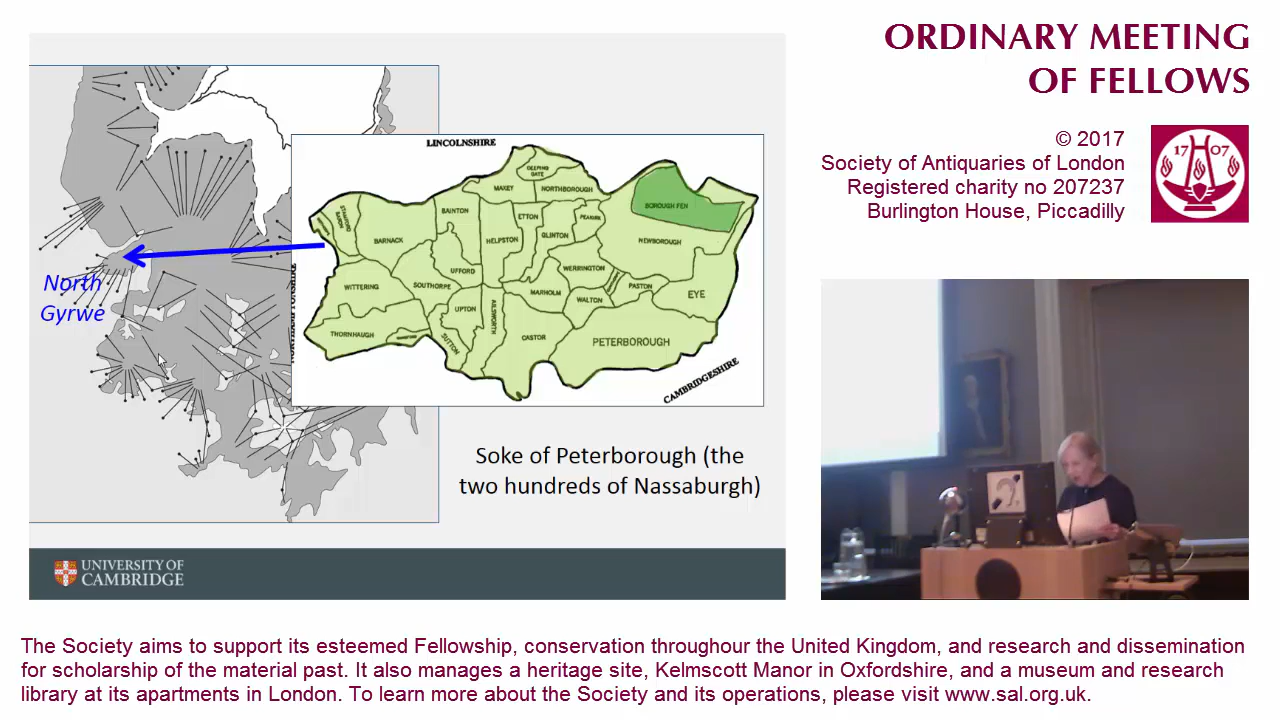 ORDINARY MEETING
OF FELLOWS
© 2017
Society of Antiquaries of London
Registered charity no 207237
Burlington House, Piccadilly
17 07
LINCOLNSHIRE
DEEPING
GATE
MAXEY
NORTHBOROUGH
BOROUGH FEN
BAINTON
ETTON
PEAKIRK
BARNACK
HELPSTON
GLINTON
NEWBOROUGH
UFFORD
WERRINGTON
WITTERING
SOUTHORPE
MARHOLM
PASTON
EYE
UPTON
AILSWORTH
WALTON
THORNHAUGH
SUTTON
CASTOR
PETERBOROUGH
CAMBRIDGESHIRE
North
Gyrwe
Soke of Peterborough (the
two hundreds of Nassaburgh)
UNIVERSITY OF
CAMBRIDGE
The Society aims to support its esteemed Fellowship, conservation throughour the United Kingdom, and research and dissemination
for scholarship of the material past. It also manages a heritage site, Kelmscott Manor in Oxfordshire, and a museum and research
library at its apartments in London. To learn more about the Society and its operations, please visit www.sal.org.uk.